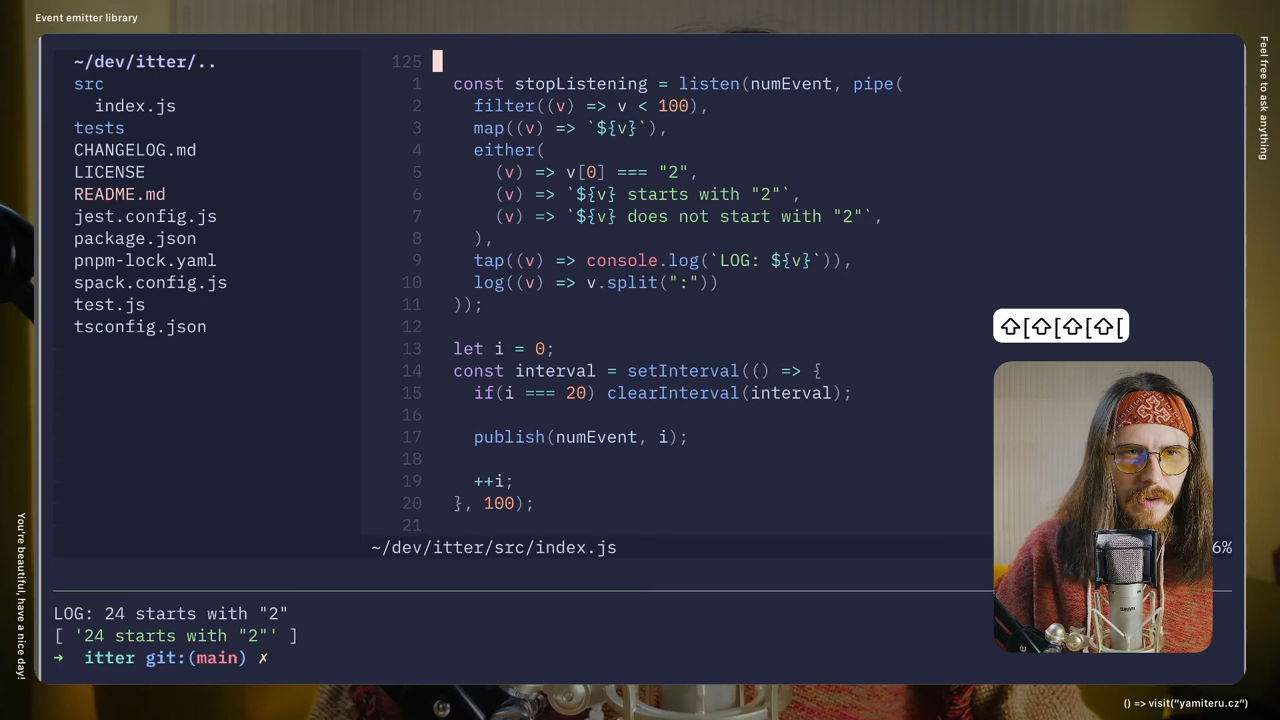 Event emitter library
Feel free to ask anything
~/dev/itter/..
src
index.js
tests
CHANGELOG.md
LICENSE
README.md
jest.config.js
package.json
pnpm-lock.yaml
spack.config.js
test.js
tsconfig.json
125
1 const stopListening = listen(numEvent, pipe(
2 filter((v) => v < 100),
3 map((v) => `${v}`),
4 either(
5 (v) => v[0] === "2",
6 (v) => `${v} starts with "2"`,
7 (v) => `${v} does not start with "2"`,
8 ),
9 tap((v) => console.log(`LOG: ${v}`)),
10 log((v) => v.split(":"))
11 ));
12
13 let i = 0;
14 const interval = setInterval(() => {
15 if(i === 20) clearInterval(interval);
16
17 publish(numEvent, i);
18
19 ++i;
20 }, 100);
21
⇧[⇧[⇧[⇧[
~/dev/itter/src/index.js
6%
LOG: 24 starts with "2"
[ '24 starts with "2"' ]
→ itter git:(main) ✗
You're beautiful, have a nice day!
() => visit("yamiteru.cz")